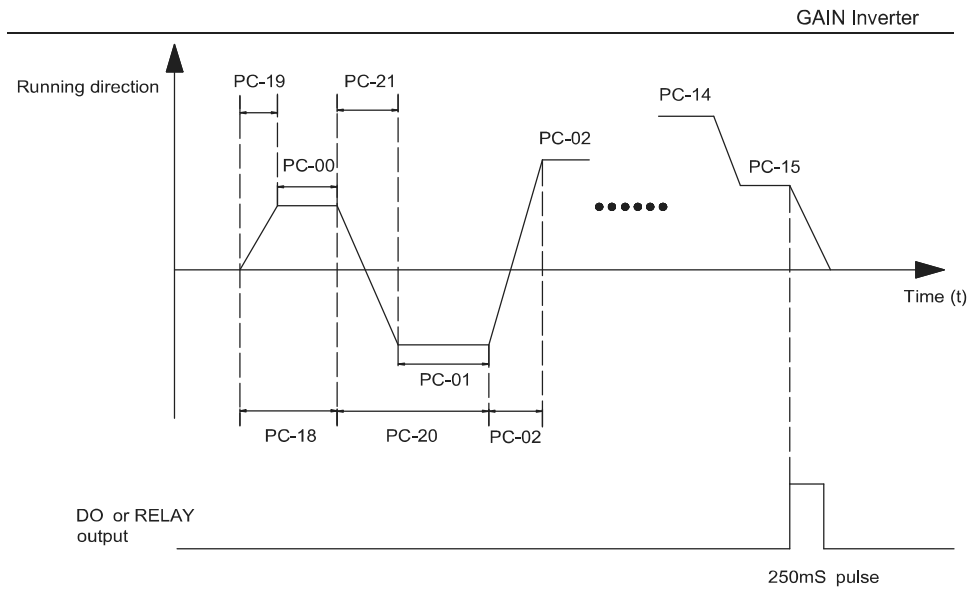 GAIN Inverter
Running direction
PC-19
PC-21
PC-14
PC-02
PC-00
PC-15
Time (t)
PC-01
PC-18
PC-20
PC-02
DO or RELAY
output
250mS pulse